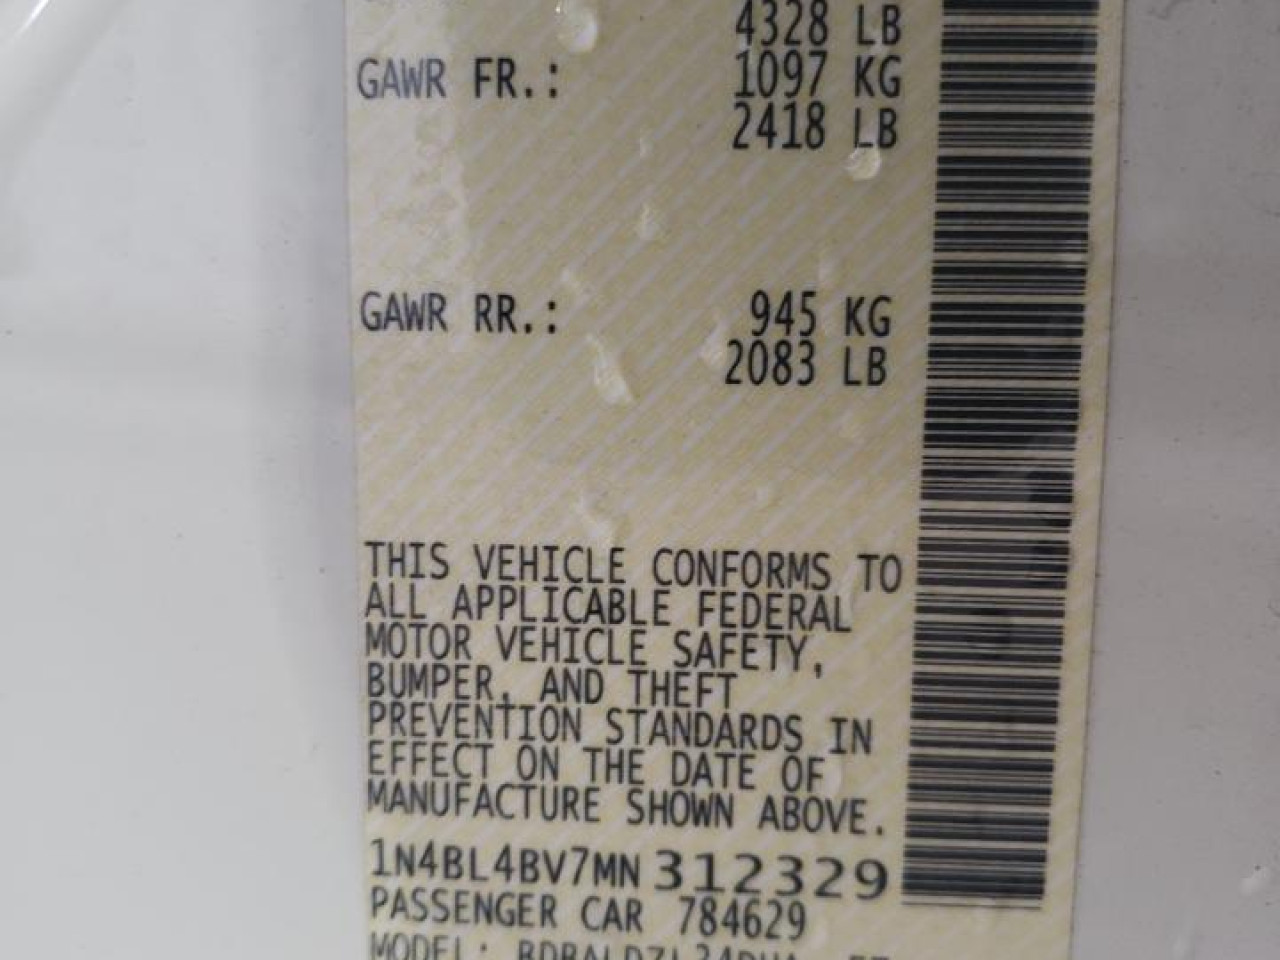 4328 LB
GAWR FR.: 1097 KG
2418 LB
GAWR RR.: 945 KG
2083 LB
THIS VEHICLE CONFORMS TO
ALL APPLICABLE FEDERAL
MOTOR VEHICLE SAFETY,
BUMPER, AND THEFT
PREVENTION STANDARDS IN
EFFECT ON THE DATE OF
MANUFACTURE SHOWN ABOVE.
1N4BL4BV7MN312329
PASSENGER CAR 784629
MODEL: